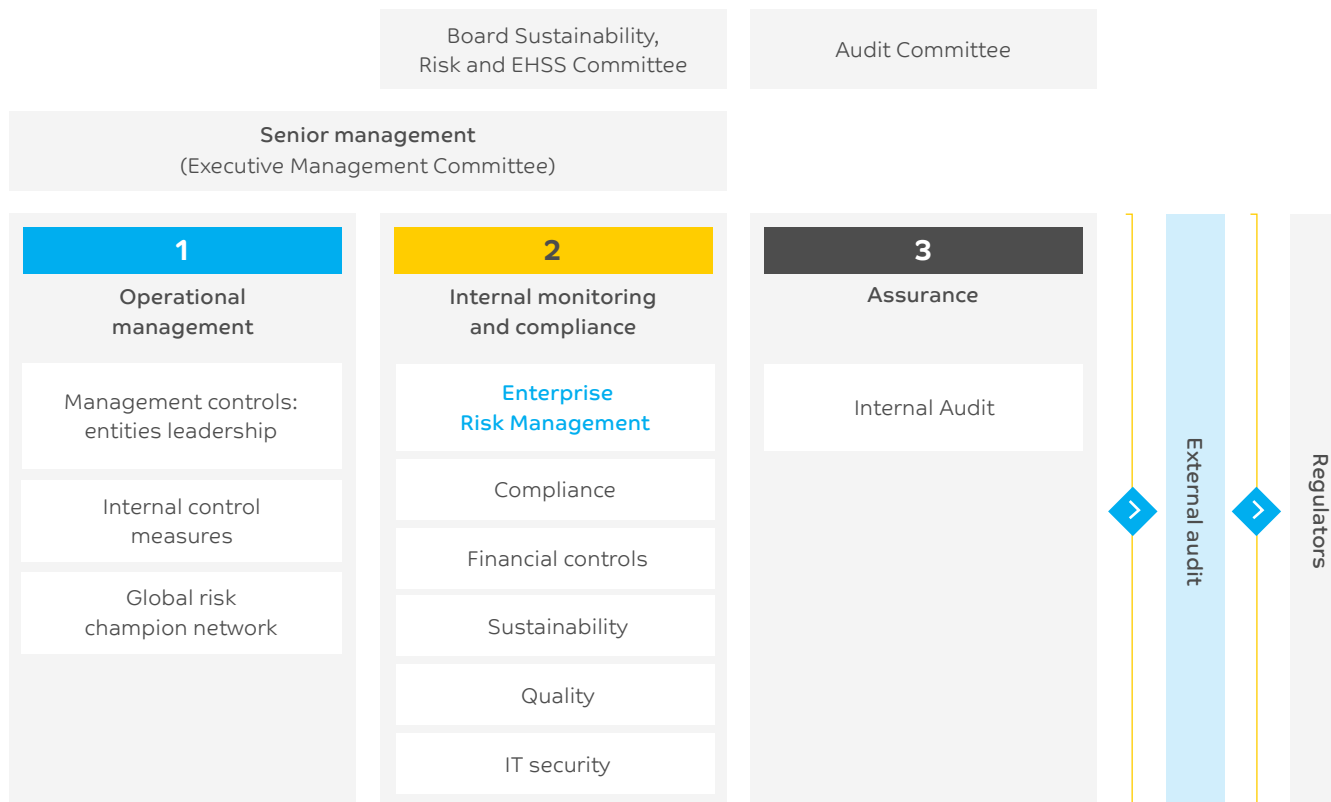 Board Sustainability,
Risk and EHSS Committee
Audit Committee
Senior management
(Executive Management Committee)
1
Operational
management
Management controls:
entities leadership
Internal control
measures
Global risk
champion network
2
Internal monitoring
and compliance
Enterprise
Risk Management
Compliance
Financial controls
Sustainability
Quality
IT security
3
Assurance
Internal Audit
External audit
Regulators